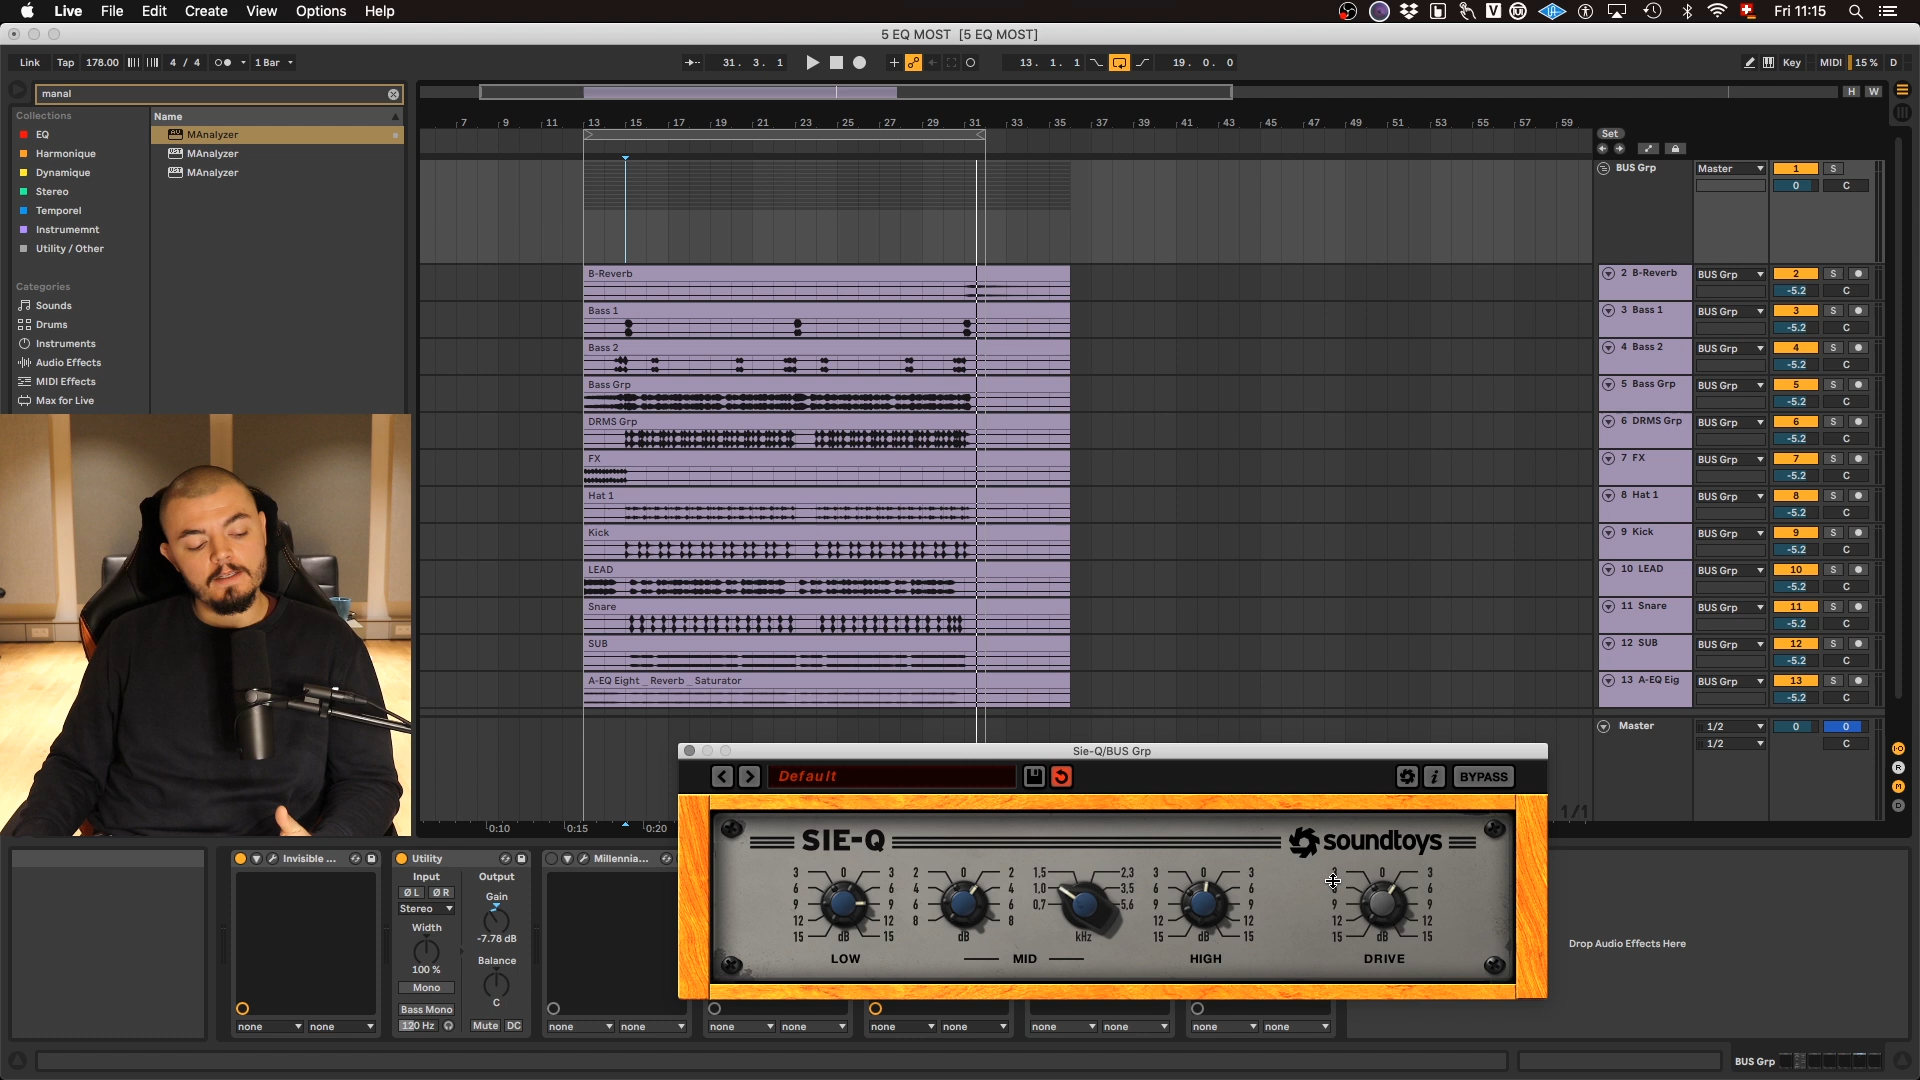 Live File Edit Create View Options Help Fri 11:15
5 EQ MOST [5 EQ MOST]
Link Tap 178.00 4 / 4 1 Bar 31. 3. 1 13. 1. 1 19. 0. 0 Key MIDI 15 % D
manal
H W
Collections
Name
7 9 11 13 15 17 19 21 23 25 27 29 31 33 35 37 39 41 43 45 47 49 51 53 55 57 59
Set
EQ
MAnalyzer
Harmonique
MAnalyzer
Dynamique
MAnalyzer
Stereo
Temporel
Instrumemnt
Utility / Other
BUS Grp Master 1 S
0 C
Categories
Sounds
Drums
Instruments
Audio Effects
MIDI Effects
Max for Live
B-Reverb
2 B-Reverb BUS Grp 2 S
-5.2 C
Bass 1
3 Bass 1 BUS Grp 3 S
-5.2 C
Bass 2
4 Bass 2 BUS Grp 4 S
-5.2 C
Bass Grp
5 Bass Grp BUS Grp 5 S
-5.2 C
DRMS Grp
6 DRMS Grp BUS Grp 6 S
-5.2 C
FX
7 FX BUS Grp 7 S
-5.2 C
Hat 1
8 Hat 1 BUS Grp 8 S
-5.2 C
Kick
9 Kick BUS Grp 9 S
-5.2 C
LEAD
10 LEAD BUS Grp 10 S
-5.2 C
Snare
11 Snare BUS Grp 11 S
-5.2 C
SUB
12 SUB BUS Grp 12 S
-5.2 C
A-EQ Eight _ Reverb _ Saturator
13 A-EQ Eig BUS Grp 13 S
-5.2 C
Master 1/2 0 0
1/2 C
0:10 0:15 0:20
1/1
Sie-Q/BUS Grp
Default
BYPASS
SIE-Q
soundtoys
3 0 3 2 0 2 1,5 2,3 3 0 3 3 0 3
6 6 4 4 1,0 3,5 6 6 6
9 9 6 6 0,7 5,6 9 9 9 9
12 12 8 8 12 12 12 12
15 dB 15 dB kHz 15 dB 15 15 dB 15
LOW MID HIGH DRIVE
Invisible ...
none none
Utility
Input Output
Ø L Ø R Gain
Stereo
Width -7.78 dB
Balance
100 %
Mono
C
Bass Mono
120 Hz Mute DC
Millennia...
none none
none none
none none
none none
none none
Drop Audio Effects Here
BUS Grp